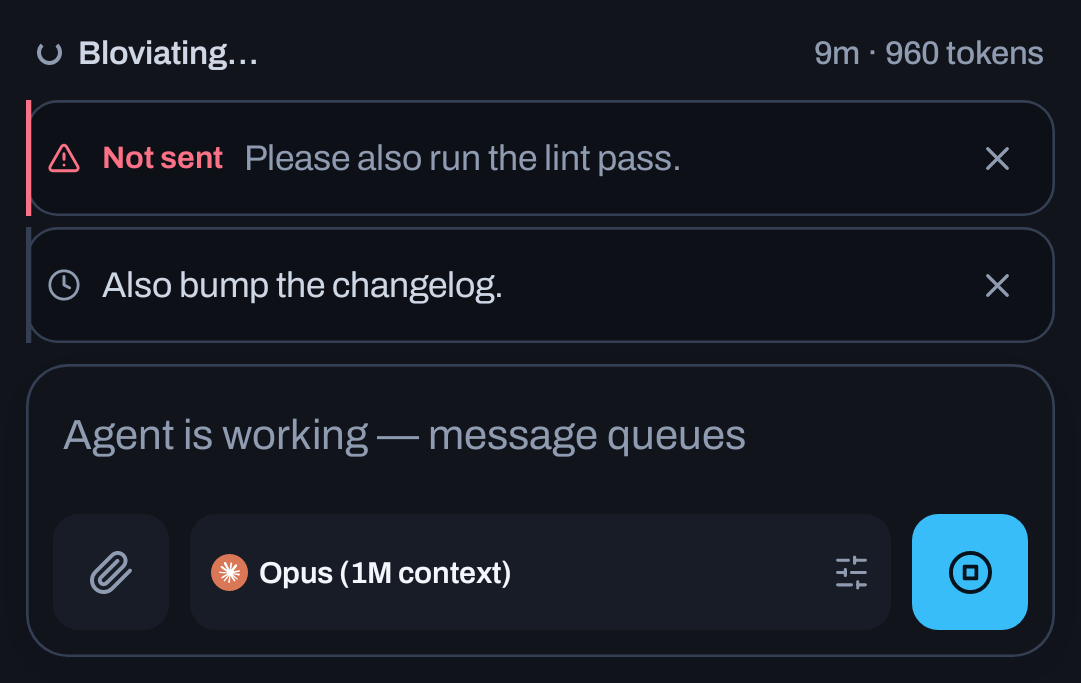 Bloviating… 9m · 960 tokens
Not sent Please also run the lint pass.
Also bump the changelog.
Agent is working — message queues
Opus (1M context)